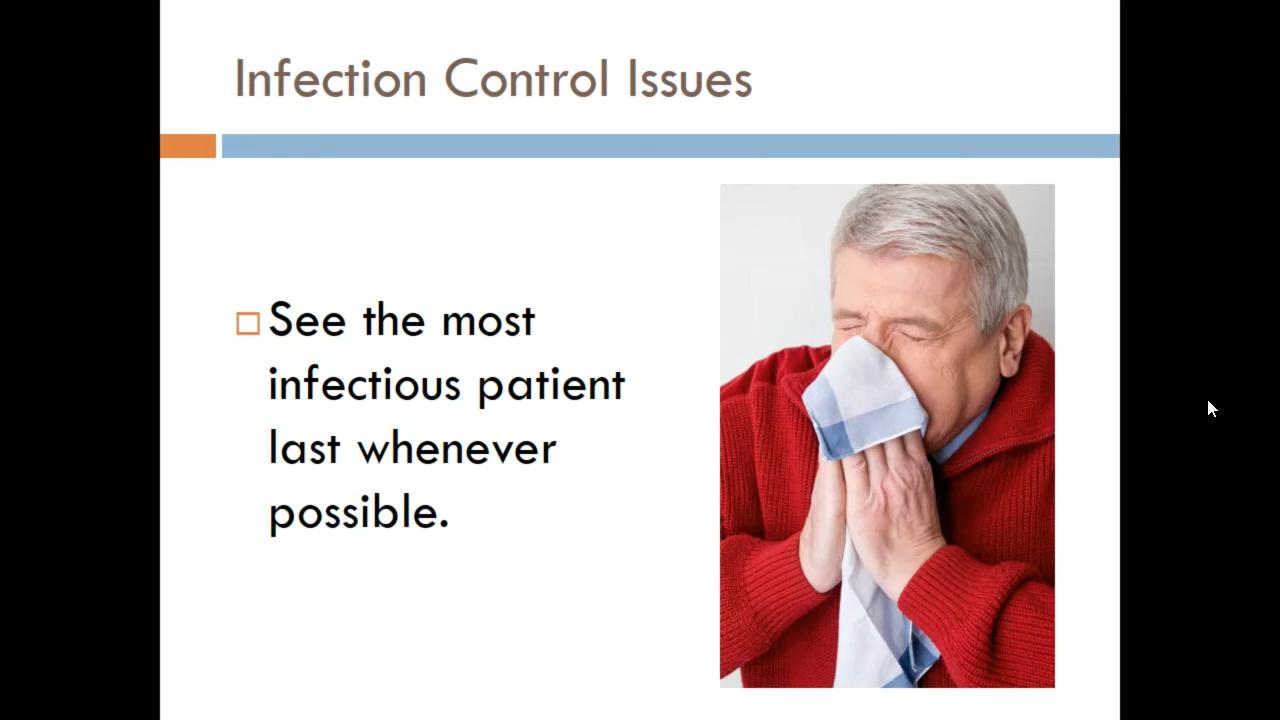 Infection Control Issues
See the most
infectious patient
last whenever
possible.